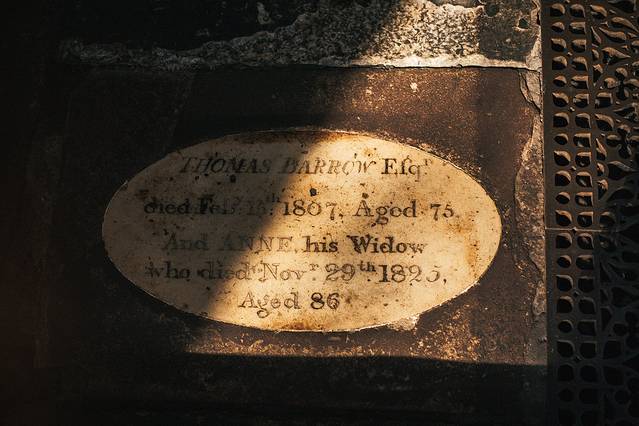 THOMAS BARROW Esqr
died Feby. 15th 1807, Aged 75
And ANNE, his Widow
who died Novr 29th 1825,
Aged 86